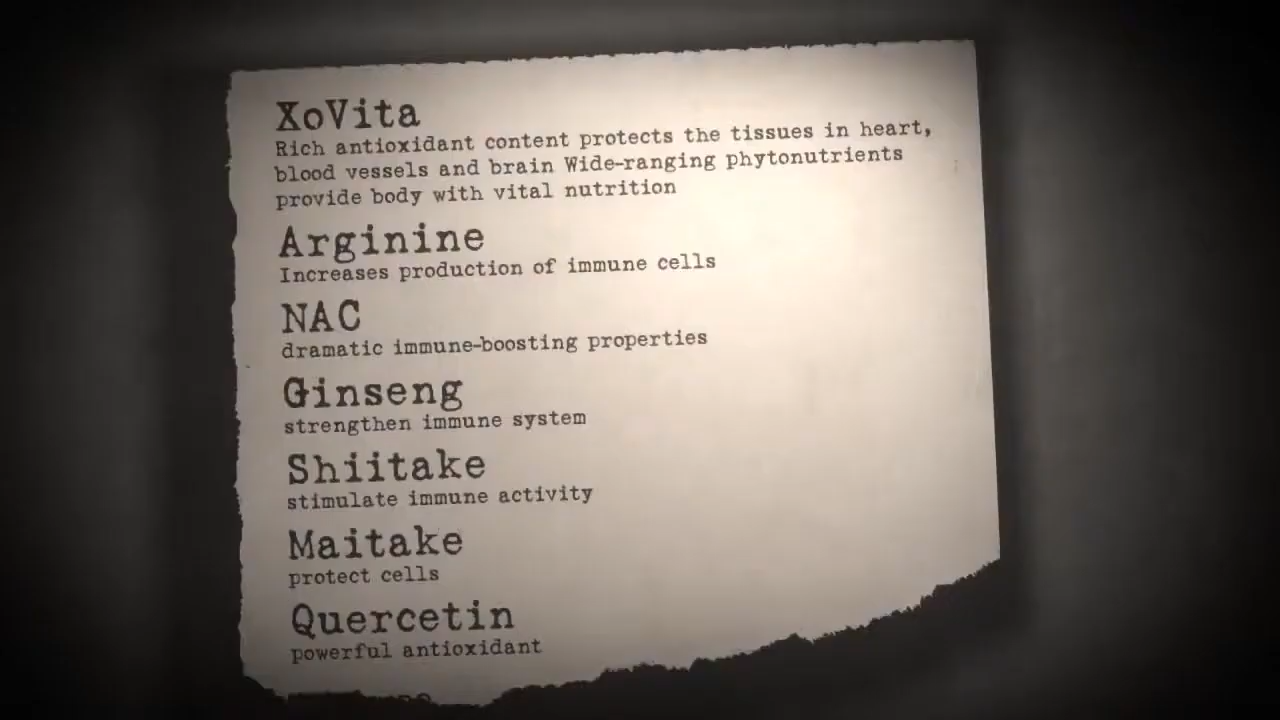 XoVita
Rich antioxidant content protects the tissues in heart,
blood vessels and brain Wide-ranging phytonutrients
provide body with vital nutrition
Arginine
Increases production of immune cells
NAC
dramatic immune-boosting properties
Ginseng
strengthen immune system
Shiitake
stimulate immune activity
Maitake
protect cells
Quercetin
powerful antioxidant